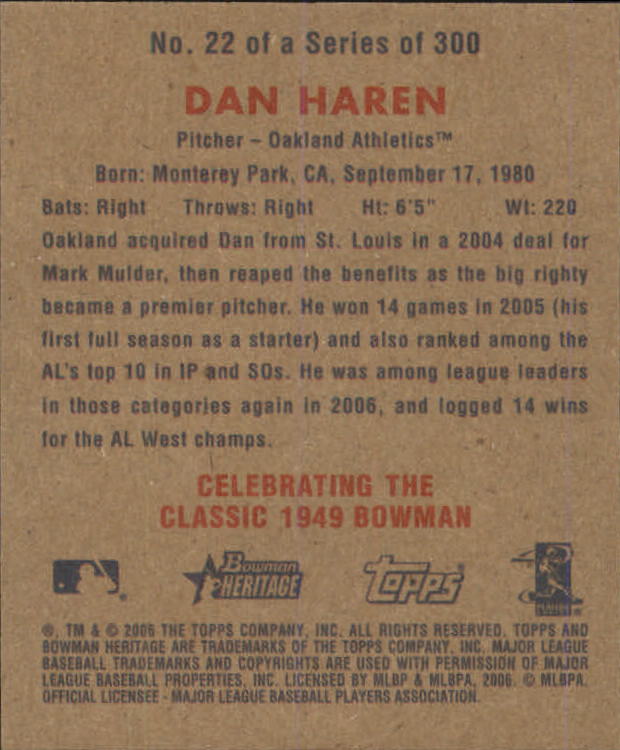 No. 22 of a Series of 300
DAN HAREN
Pitcher – Oakland Athletics™
Born: Monterey Park, CA, September 17, 1980
Bats: Right Throws: Right Ht: 6'5" Wt: 220
Oakland acquired Dan from St. Louis in a 2004 deal for
Mark Mulder, then reaped the benefits as the big righty
became a premier pitcher. He won 14 games in 2005 (his
first full season as a starter) and also ranked among the
AL's top 10 in IP and SOs. He was among league leaders
in those categories again in 2006, and logged 14 wins
for the AL West champs.
CELEBRATING THE
CLASSIC 1949 BOWMAN
Bowman
HERITAGE
Topps
®, TM & © 2006 THE TOPPS COMPANY, INC. ALL RIGHTS RESERVED. TOPPS AND
BOWMAN HERITAGE ARE TRADEMARKS OF THE TOPPS COMPANY, INC. MAJOR LEAGUE
BASEBALL TRADEMARKS AND COPYRIGHTS ARE USED WITH PERMISSION OF MAJOR
LEAGUE BASEBALL PROPERTIES, INC. LICENSED BY MLBP & MLBPA, 2006. © MLBPA.
OFFICIAL LICENSEE - MAJOR LEAGUE BASEBALL PLAYERS ASSOCIATION.